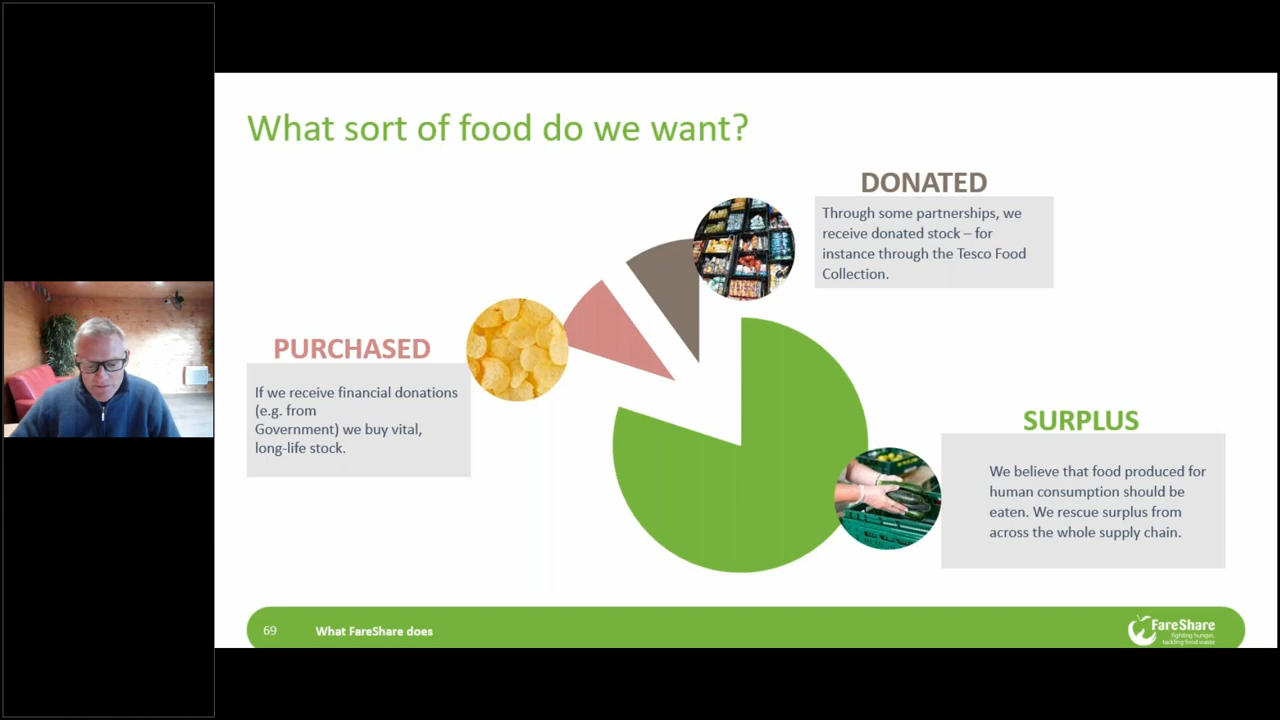 What sort of food do we want?
DONATED
Through some partnerships, we
receive donated stock – for
instance through the Tesco Food
Collection.
PURCHASED
If we receive financial donations
(e.g. from
Government) we buy vital,
long-life stock.
SURPLUS
We believe that food produced for
human consumption should be
eaten. We rescue surplus from
across the whole supply chain.
69
What FareShare does
FareShare
fighting hunger,
tackling food waste